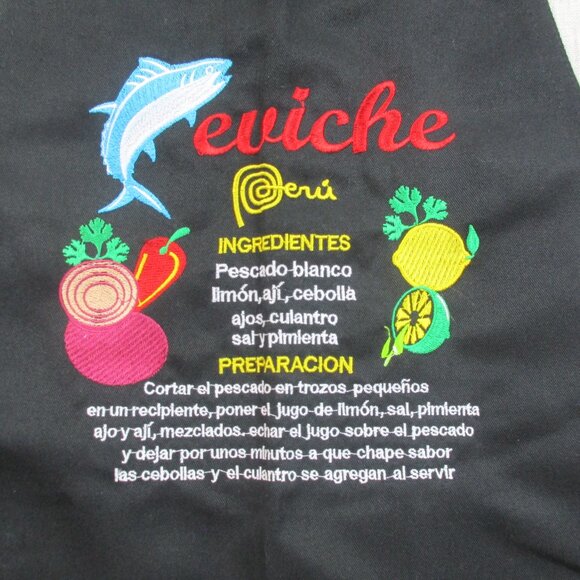 eviche
Perú
INGREDIENTES
Pescado blanco
limón, ají, cebolla
ajos, culantro
sal y pimienta
PREPARACION
Cortar el pescado en trozos pequeños
en un recipiente, poner el jugo de limón, sal, pimienta
ajo y ají, mezclados. echar el jugo sobre el pescado
y dejar por unos minutos a que chape sabor
las cebollas y el culantro se agregan al servir